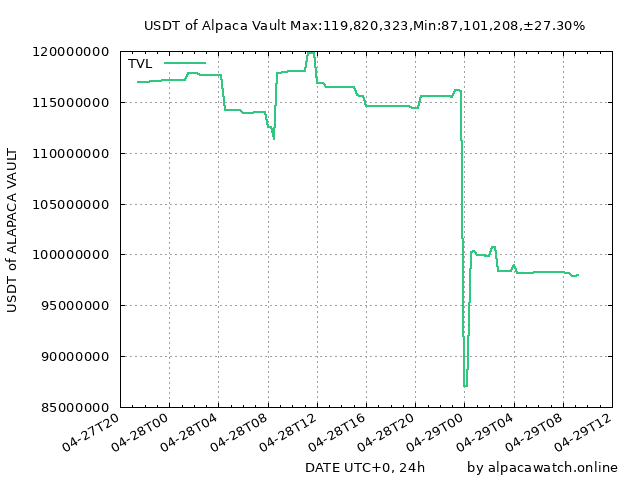 USDT of Alpaca Vault Max:119,820,323,Min:87,101,208,±27.30%
TVL
120000000
115000000
110000000
105000000
100000000
95000000
90000000
85000000
USDT of ALAPACA VAULT
04-27T20
04-28T00
04-28T04
04-28T08
04-28T12
04-28T16
04-28T20
04-29T00
04-29T04
04-29T08
04-29T12
DATE UTC+0, 24h
by alpacawatch.online